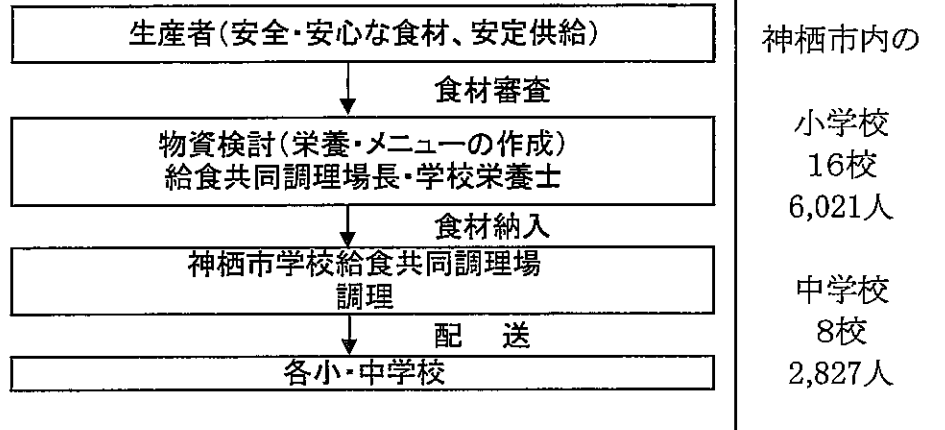 生産者(安全・安心な食材、安定供給)
食材審査
物資検討(栄養・メニューの作成)
給食共同調理場長・学校栄養士
食材納入
神栖市学校給食共同調理場
調理
配　送
各小・中学校
神栖市内の
小学校
16校
6,021人
中学校
8校
2,827人